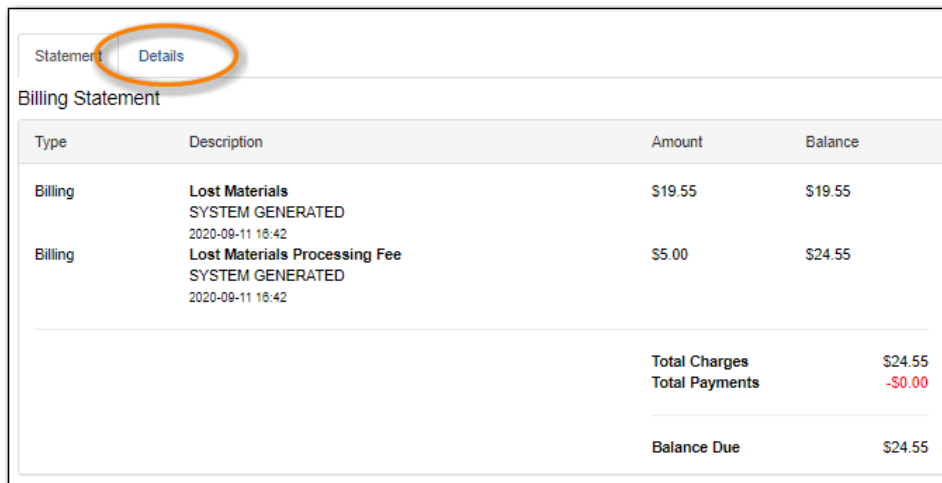 Statement Details
Billing Statement
Type Description Amount Balance
Billing Lost Materials $19.55 $19.55
SYSTEM GENERATED
2020-09-11 16:42
Billing Lost Materials Processing Fee $5.00 $24.55
SYSTEM GENERATED
2020-09-11 16:42
Total Charges $24.55
Total Payments -$0.00
Balance Due $24.55